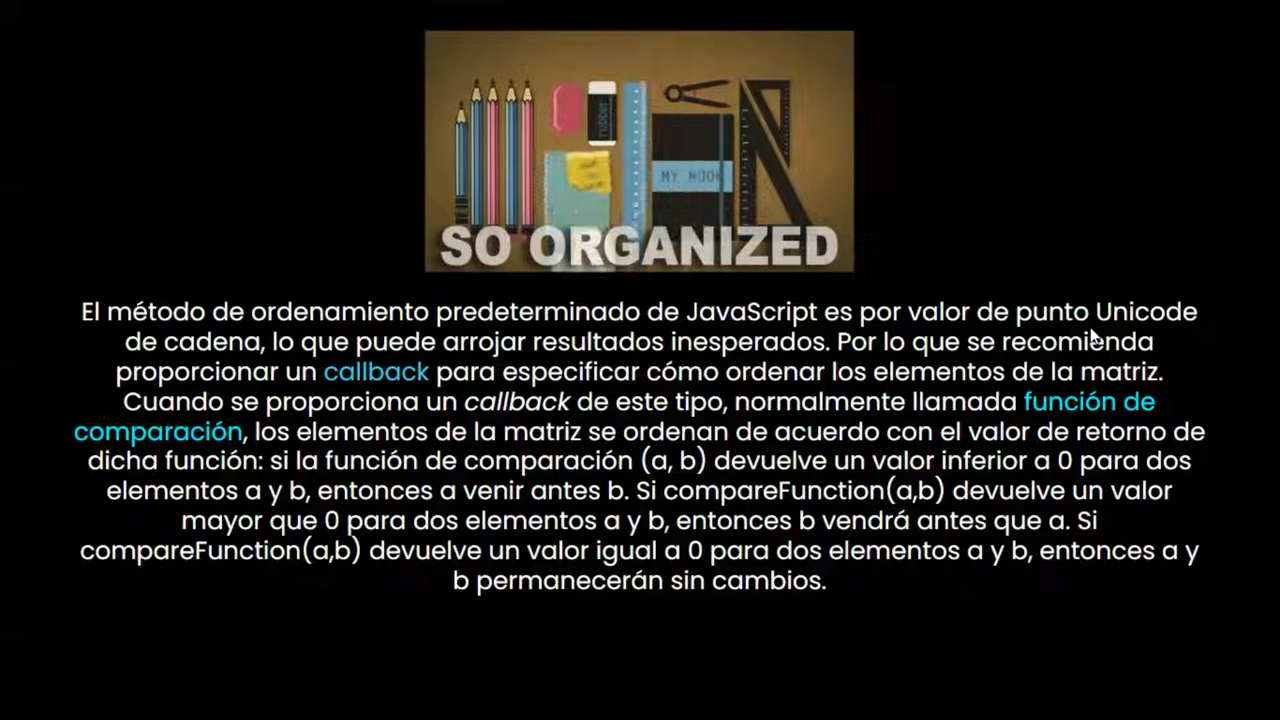 rubber
MY NOOK
SO ORGANIZED
El método de ordenamiento predeterminado de JavaScript es por valor de punto Unicode
de cadena, lo que puede arrojar resultados inesperados. Por lo que se recomienda
proporcionar un callback para especificar cómo ordenar los elementos de la matriz.
Cuando se proporciona un callback de este tipo, normalmente llamada función de
comparación, los elementos de la matriz se ordenan de acuerdo con el valor de retorno de
dicha función: si la función de comparación (a, b) devuelve un valor inferior a 0 para dos
elementos a y b, entonces a venir antes b. Si compareFunction(a,b) devuelve un valor
mayor que 0 para dos elementos a y b, entonces b vendrá antes que a. Si
compareFunction(a,b) devuelve un valor igual a 0 para dos elementos a y b, entonces a y
b permanecerán sin cambios.